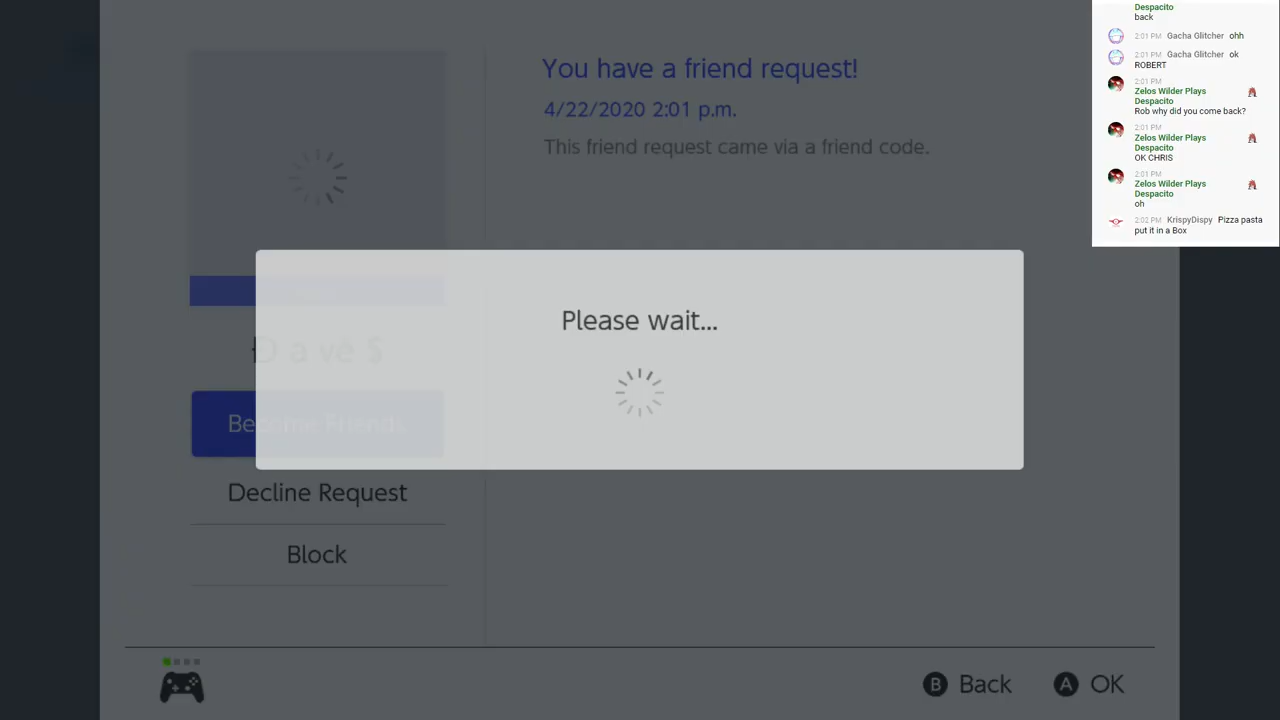 You have a friend request!
4/22/2020 2:01 p.m.
This friend request came via a friend code.
Please wait...
Đ a vė S
Become Friends
Decline Request
Block
B Back
A OK
Despacito
back
2:01 PM Gacha Glitcher ohh
2:01 PM Gacha Glitcher ok
ROBERT
2:01 PM
Zelos Wilder Plays
Despacito
Rob why did you come back?
2:01 PM
Zelos Wilder Plays
Despacito
OK CHRIS
2:01 PM
Zelos Wilder Plays
Despacito
oh
2:02 PM KrispyDispy Pizza pasta
put it in a Box